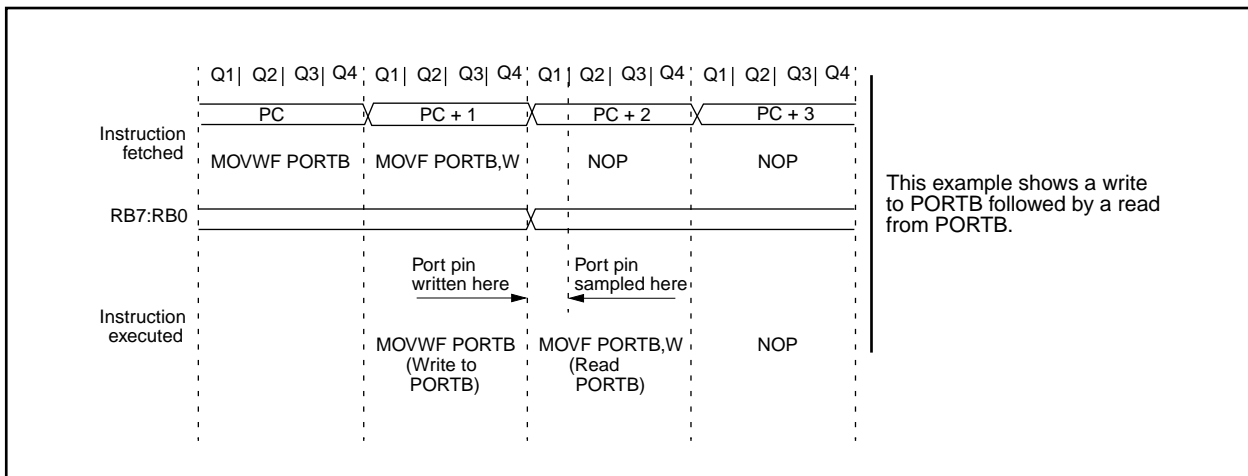 Q1| Q2| Q3| Q4 Q1| Q2| Q3| Q4 Q1| Q2| Q3| Q4 Q1| Q2| Q3| Q4
PC PC + 1 PC + 2 PC + 3
Instruction
fetched
MOVWF PORTB MOVF PORTB,W NOP NOP
This example shows a write
to PORTB followed by a read
from PORTB.
RB7:RB0
Port pin
written here
Port pin
sampled here
Instruction
executed
MOVWF PORTB
(Write to
PORTB)
MOVF PORTB,W
(Read
PORTB)
NOP